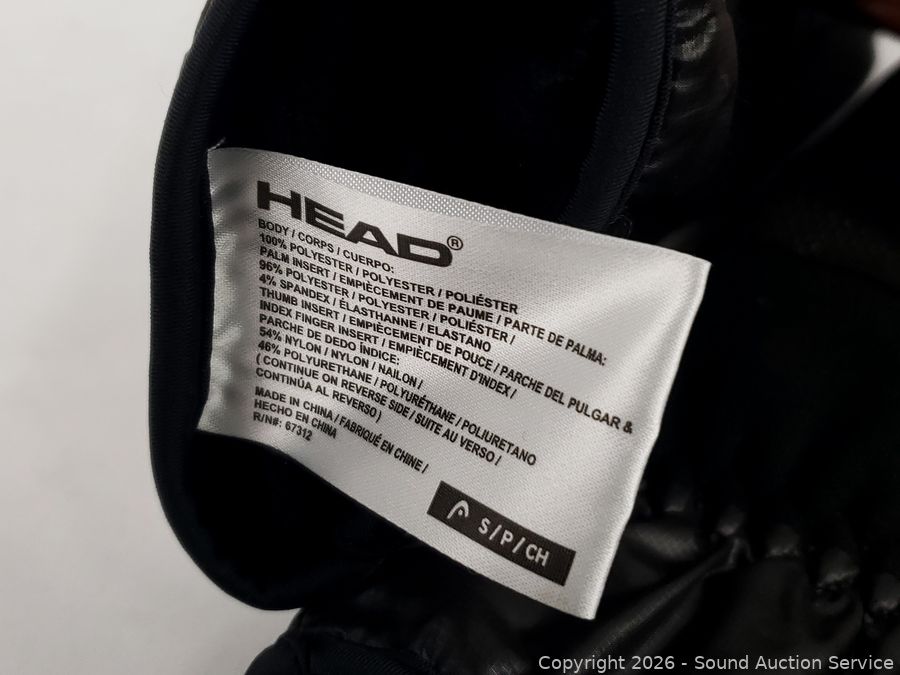 HEAD®
BODY / CORPS / CUERPO:
100% POLYESTER / POLYESTER / POLIÉSTER
PALM INSERT / EMPIÈCEMENT DE PAUME / PARTE DE PALMA:
96% POLYESTER / POLYESTER / POLIÉSTER /
4% SPANDEX / ÉLASTHANNE / ELASTANO
THUMB INSERT / EMPIÈCEMENT DE POUCE / PARCHE DEL PULGAR &
INDEX FINGER INSERT / EMPIÈCEMENT D'INDEX /
PARCHE DE DEDO ÍNDICE:
54% NYLON / NYLON / NAILON /
46% POLYURETHANE / POLYURÉTHANE / POLIURETANO
( CONTINUE ON REVERSE SIDE / SUITE AU VERSO /
CONTINÚA AL REVERSO )
MADE IN CHINA / FABRIQUÉ EN CHINE /
HECHO EN CHINA
R/N#: 67312
S / P / CH
Copyright 2026 - Sound Auction Service